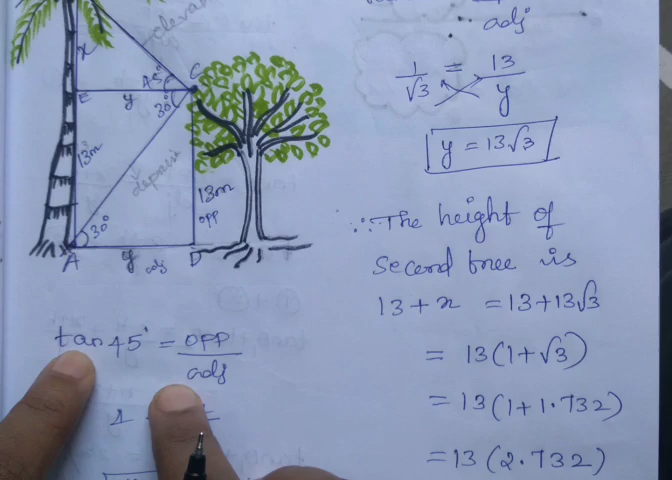 x
45°
C
E
y
30°
13m
13m
opp
30°
A
y
adj
D
tan 45° = opp
adj
1
adj
1 = 13
√3 y
y = 13√3
∴ The height of
second tree is
13 + x = 13 + 13√3
= 13 (1 + √3)
= 13 (1 + 1.732)
= 13 (2.732)